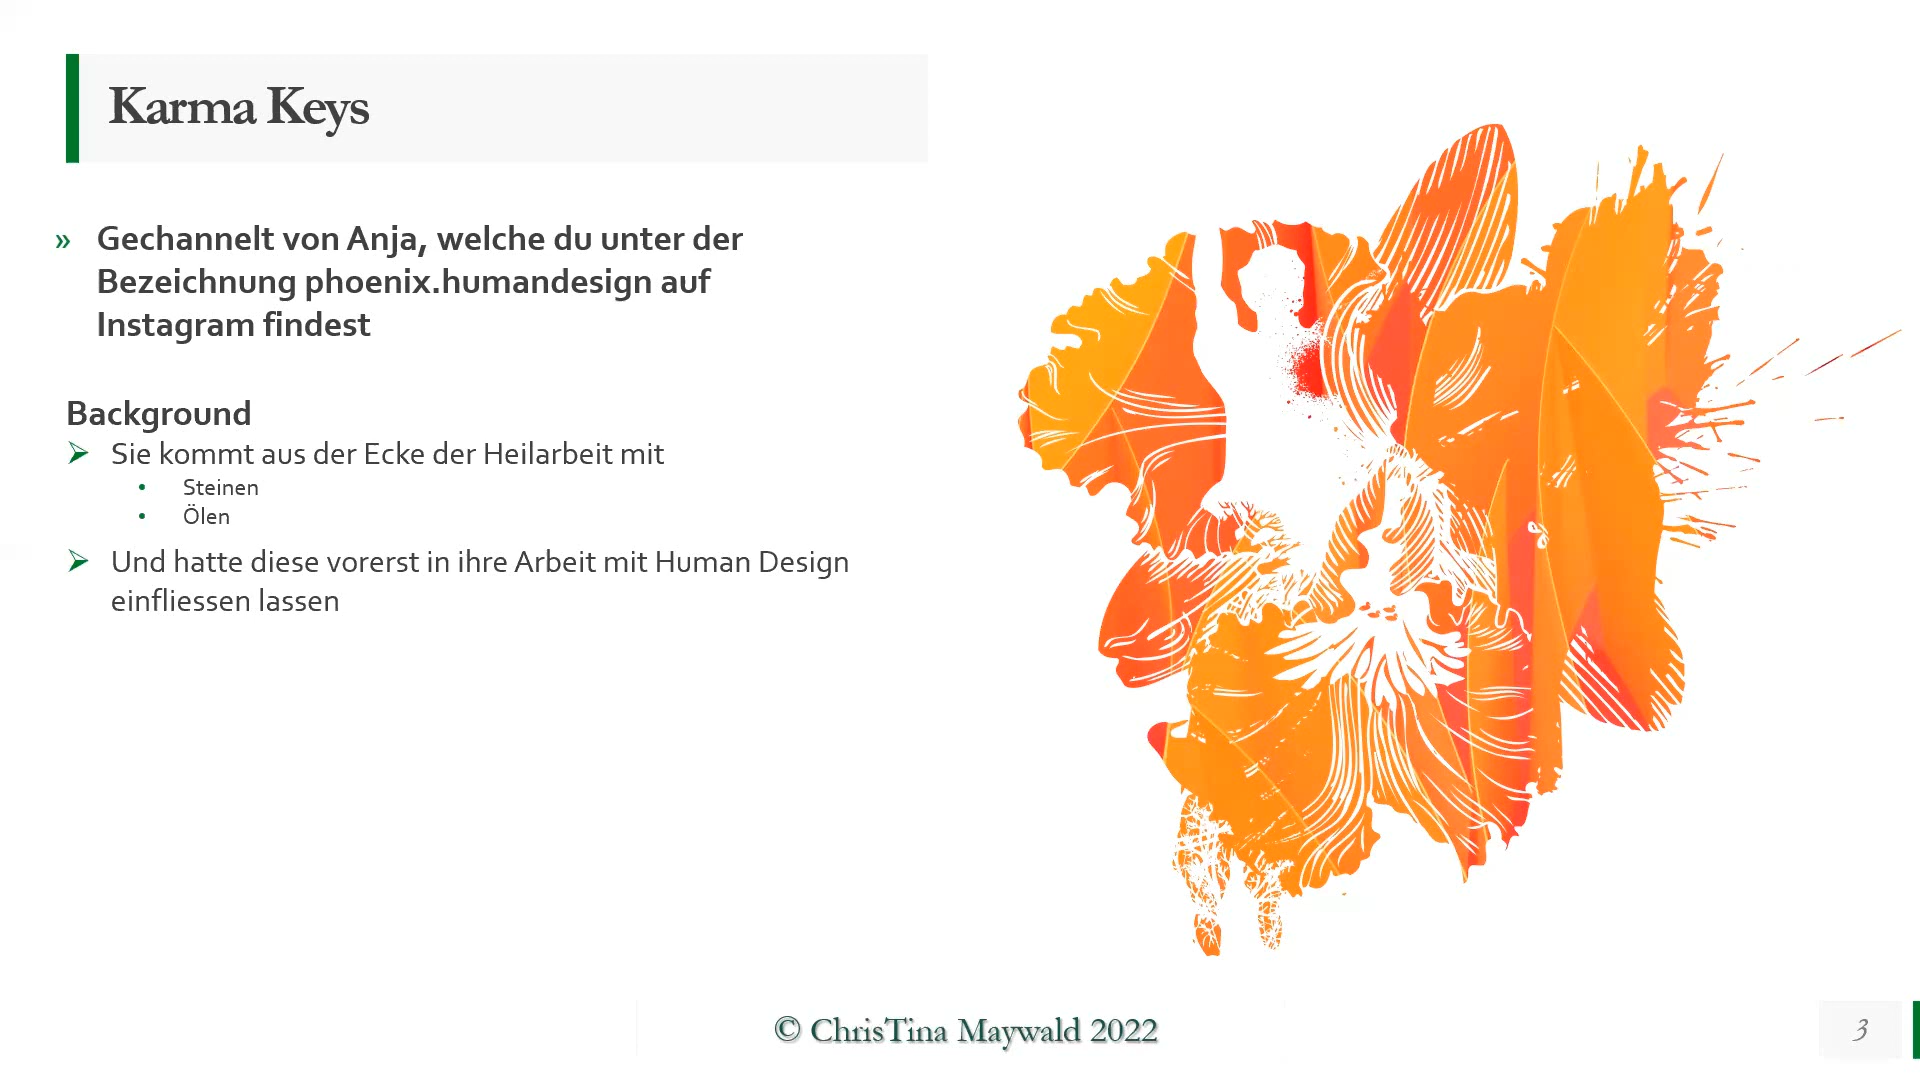 Karma Keys
» Gechannelt von Anja, welche du unter der
Bezeichnung phoenix.humandesign auf
Instagram findest
Background
➢ Sie kommt aus der Ecke der Heilarbeit mit
• Steinen
• Ölen
➢ Und hatte diese vorerst in ihre Arbeit mit Human Design
einfliessen lassen
© ChrisTina Maywald 2022
3